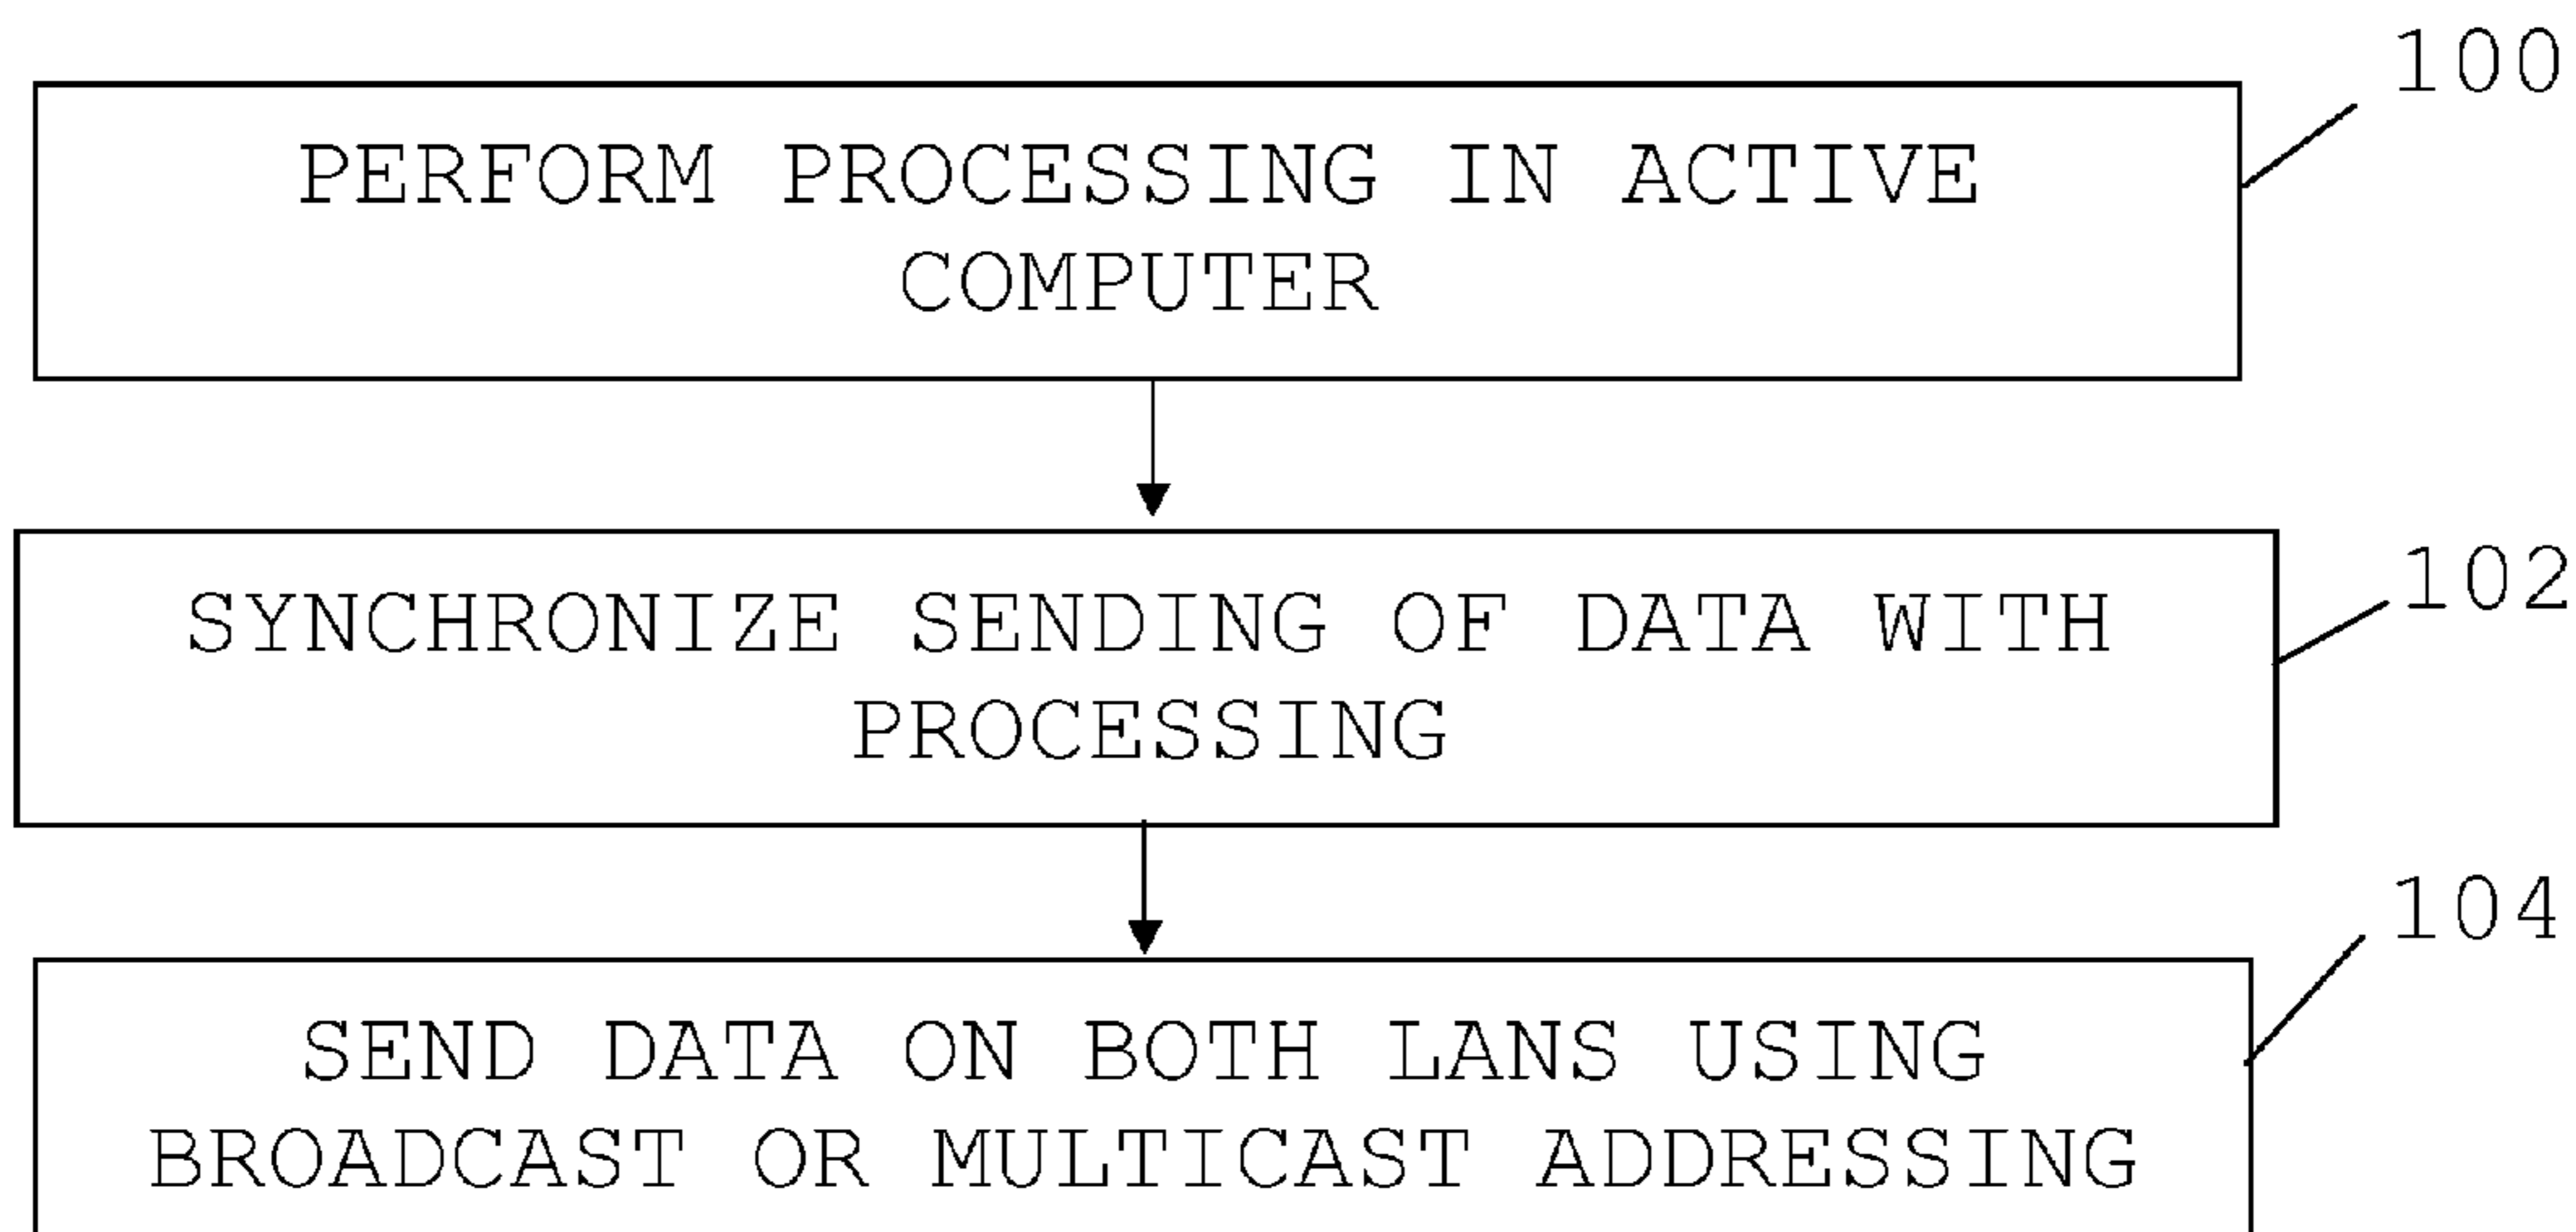 100
PERFORM PROCESSING IN ACTIVE
COMPUTER
102
SYNCHRONIZE SENDING OF DATA WITH
PROCESSING
104
SEND DATA ON BOTH LANS USING
BROADCAST OR MULTICAST ADDRESSING